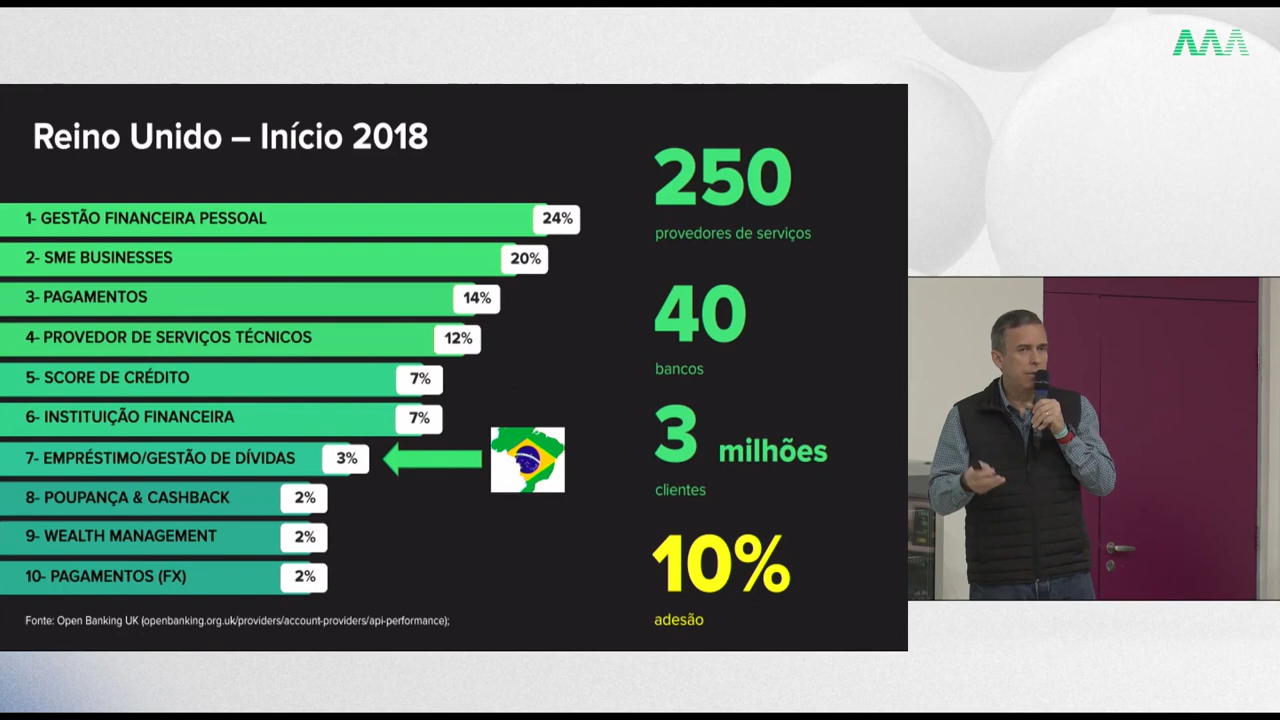 Reino Unido – Início 2018
1- GESTÃO FINANCEIRA PESSOAL 24%
2- SME BUSINESSES 20%
3- PAGAMENTOS 14%
4- PROVEDOR DE SERVIÇOS TÉCNICOS 12%
5- SCORE DE CRÉDITO 7%
6- INSTITUIÇÃO FINANCEIRA 7%
7- EMPRÉSTIMO/GESTÃO DE DÍVIDAS 3%
8- POUPANÇA & CASHBACK 2%
9- WEALTH MANAGEMENT 2%
10- PAGAMENTOS (FX) 2%
Fonte: Open Banking UK (openbanking.org.uk/providers/account-providers/api-performance);
250
provedores de serviços
40
bancos
3 milhões
clientes
10%
adesão